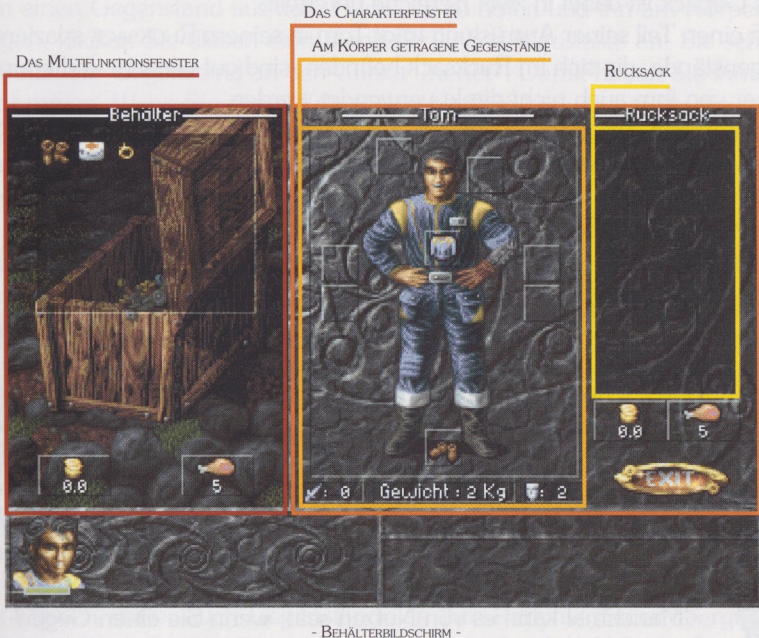 DAS CHARAKTERFENSTER
AM KÖRPER GETRAGENE GEGENSTÄNDE
DAS MULTIFUNKTIONSFENSTER
RUCKSACK
Behälter
Tom
Rucksack
0.0
5
0.0
5
EXIT
: 0
Gewicht : 2 Kg
: 2
- BEHÄLTERBILDSCHIRM -